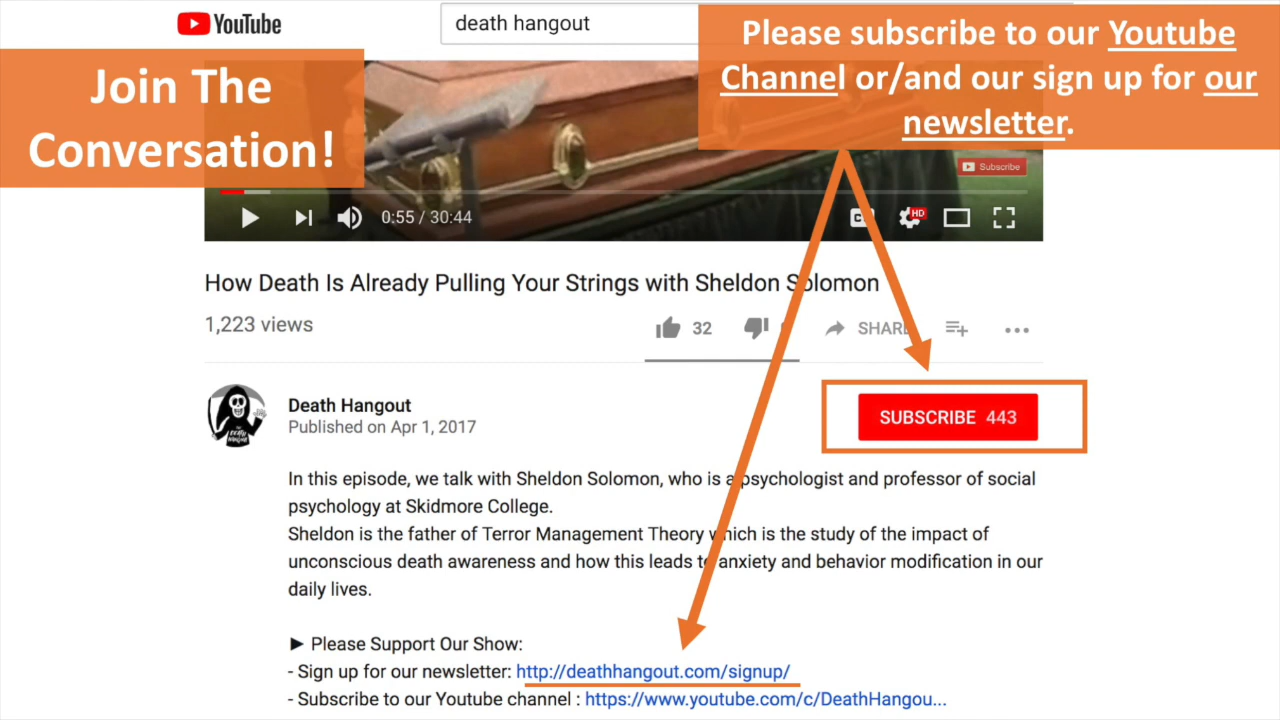 YouTube
death hangout
Please subscribe to our Youtube
Channel or/and our sign up for our
newsletter.
Join The
Conversation!
Subscribe
0:55 / 30:44
HD
How Death Is Already Pulling Your Strings with Sheldon Solomon
1,223 views
32
SHARE
Death Hangout
Published on Apr 1, 2017
SUBSCRIBE 443
In this episode, we talk with Sheldon Solomon, who is a psychologist and professor of social
psychology at Skidmore College.
Sheldon is the father of Terror Management Theory which is the study of the impact of
unconscious death awareness and how this leads to anxiety and behavior modification in our
daily lives.
► Please Support Our Show:
- Sign up for our newsletter: http://deathhangout.com/signup/
- Subscribe to our Youtube channel : https://www.youtube.com/c/DeathHangou...